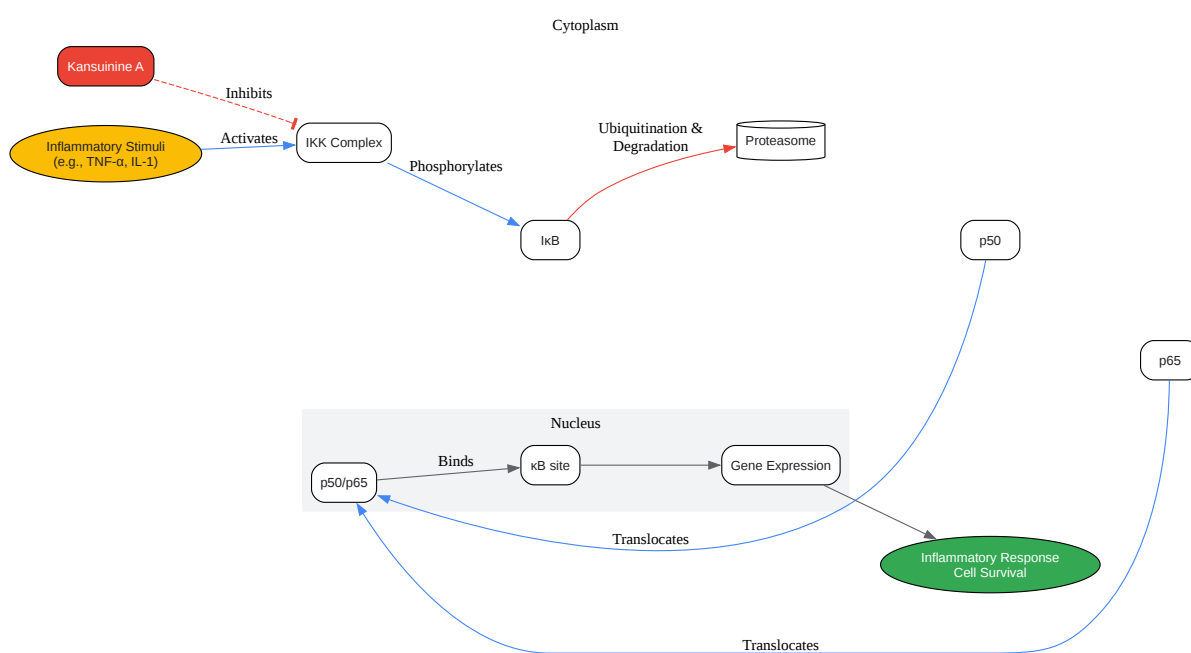 Cytoplasm
Kansuinine A
Inhibits
Inflammatory Stimuli
(e.g., TNF-α, IL-1)
Activates
IKK Complex
Phosphorylates
Ubiquitination &
Degradation
Proteasome
IκB
p50
p65
Nucleus
p50/p65
Binds
κB site
Gene Expression
Translocates
Inflammatory Response
Cell Survival
Translocates